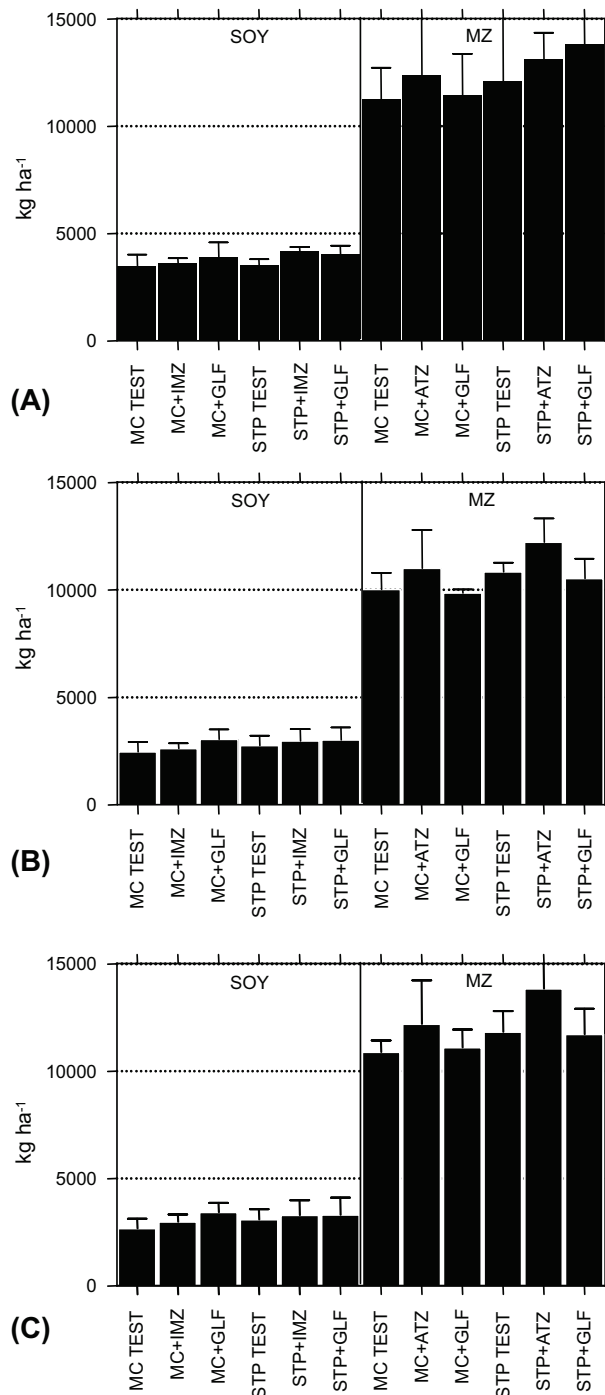 15000
SOY
MZ
10000
kg ha-1
5000
0
MC TEST
MC+IMZ
MC+GLF
STP TEST
STP+IMZ
STP+GLF
MC TEST
MC+ATZ
MC+GLF
STP TEST
STP+ATZ
STP+GLF
(A)
15000
SOY
MZ
10000
kg ha-1
5000
0
MC TEST
MC+IMZ
MC+GLF
STP TEST
STP+IMZ
STP+GLF
MC TEST
MC+ATZ
MC+GLF
STP TEST
STP+ATZ
STP+GLF
(B)
15000
SOY
MZ
10000
kg ha-1
5000
0
MC TEST
MC+IMZ
MC+GLF
STP TEST
STP+IMZ
STP+GLF
MC TEST
MC+ATZ
MC+GLF
STP TEST
STP+ATZ
STP+GLF
(C)